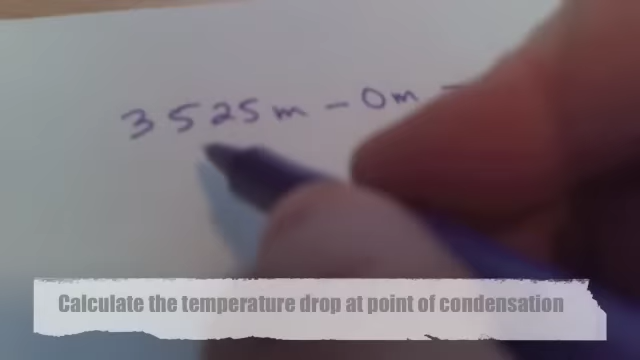 3525m - 0m -
Calculate the temperature drop at point of condensation